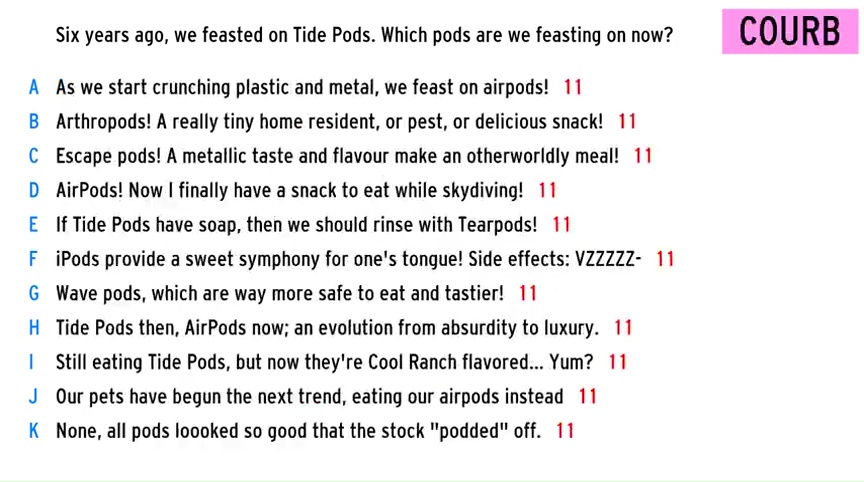 Six years ago, we feasted on Tide Pods. Which pods are we feasting on now?
COURB
A As we start crunching plastic and metal, we feast on airpods! 11
B Arthropods! A really tiny home resident, or pest, or delicious snack! 11
C Escape pods! A metallic taste and flavour make an otherworldly meal! 11
D AirPods! Now I finally have a snack to eat while skydiving! 11
E If Tide Pods have soap, then we should rinse with Tearpods! 11
F iPods provide a sweet symphony for one's tongue! Side effects: VZZZZZ- 11
G Wave pods, which are way more safe to eat and tastier! 11
H Tide Pods then, AirPods now; an evolution from absurdity to luxury. 11
I Still eating Tide Pods, but now they're Cool Ranch flavored... Yum? 11
J Our pets have begun the next trend, eating our airpods instead 11
K None, all pods loooked so good that the stock "podded" off. 11